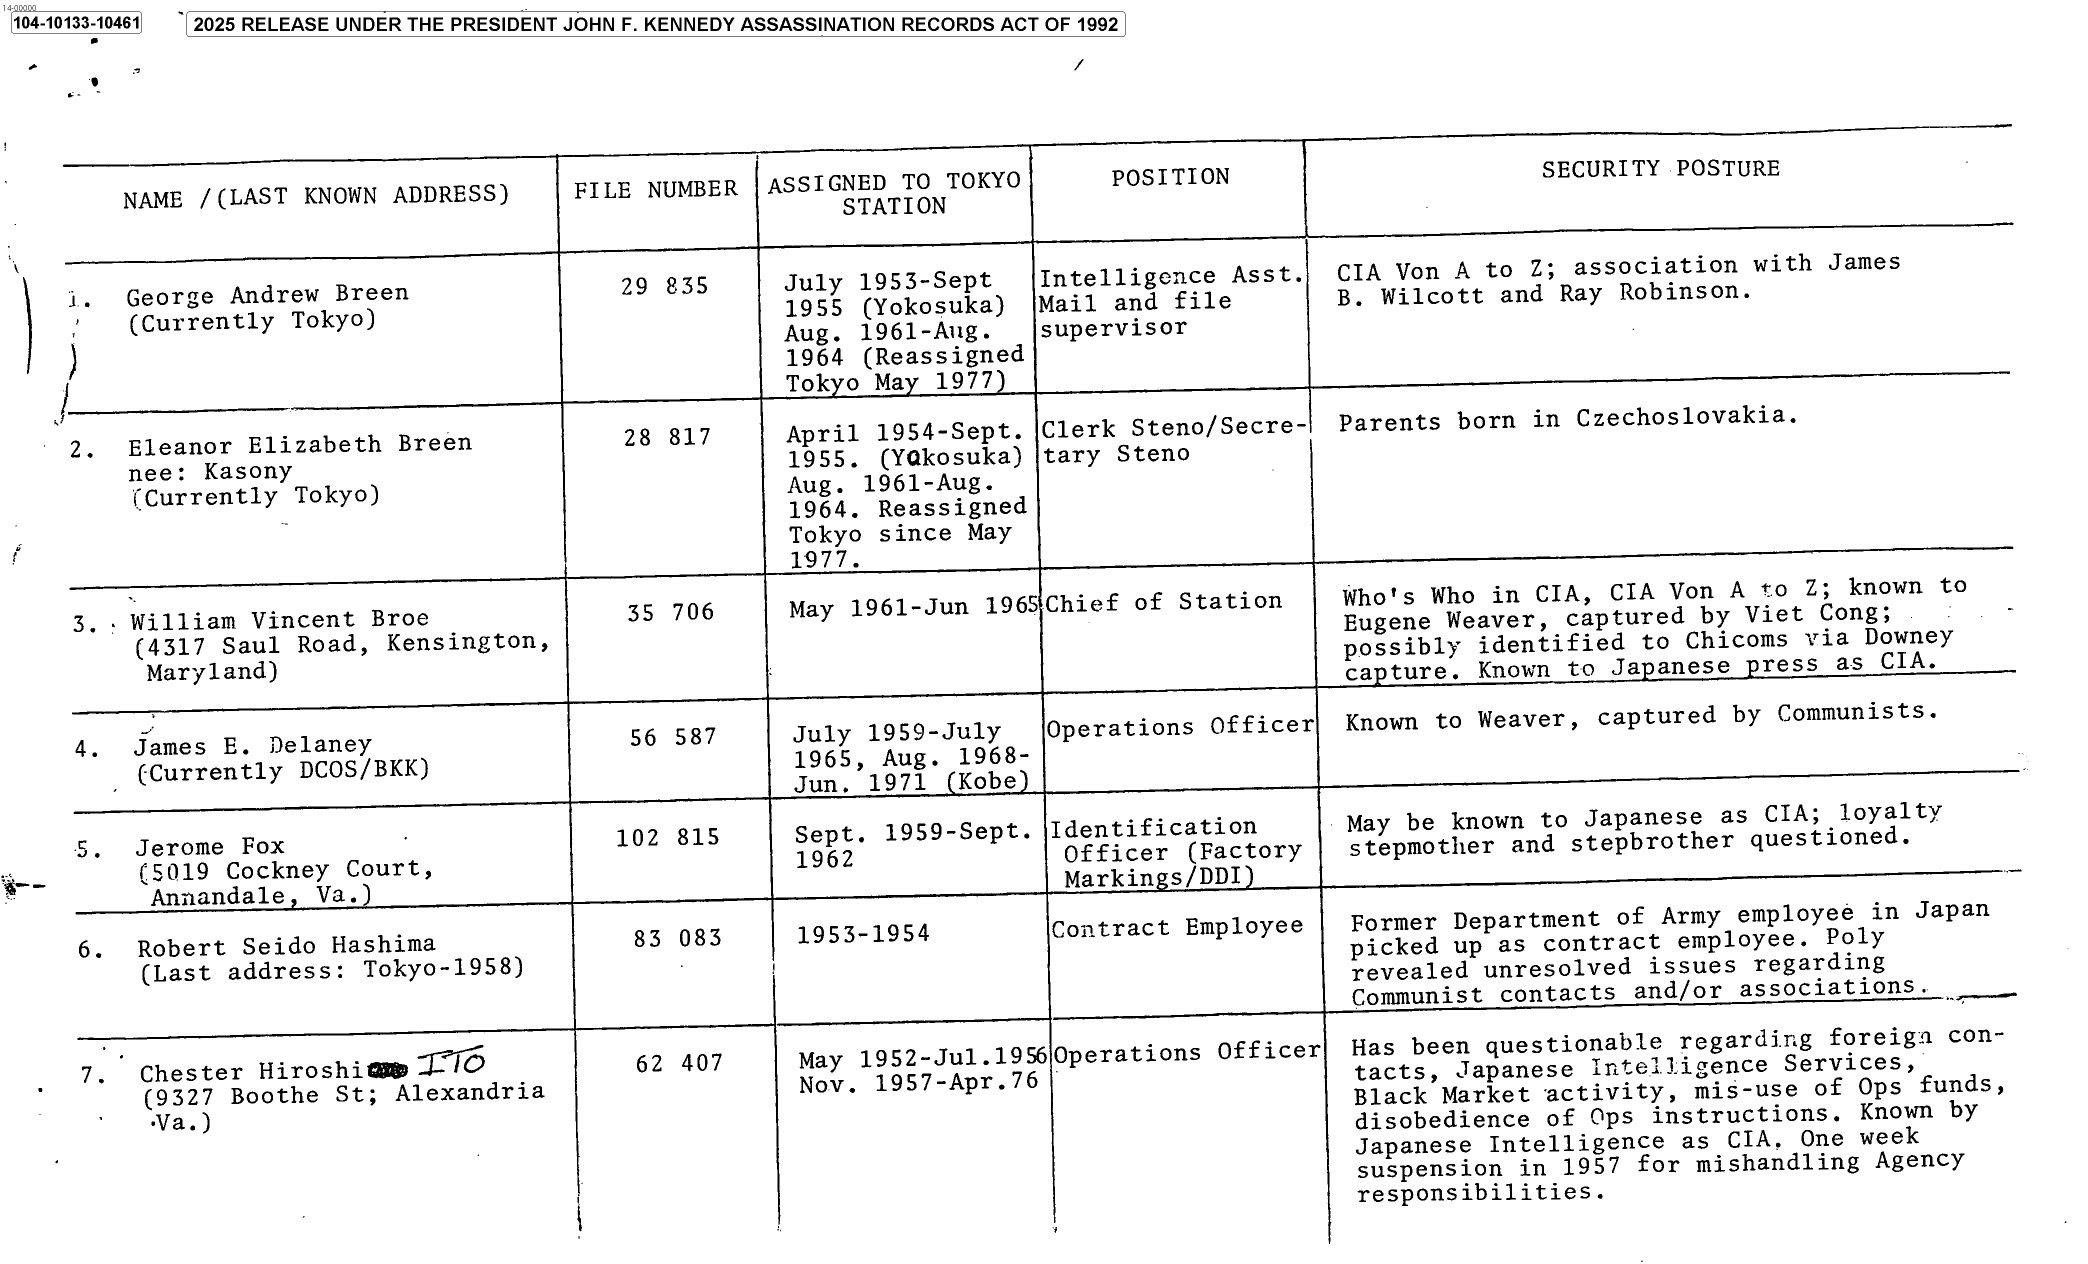 14-00000
104-10133-10461
2025 RELEASE UNDER THE PRESIDENT JOHN F. KENNEDY ASSASSINATION RECORDS ACT OF 1992
NAME /(LAST KNOWN ADDRESS)
FILE NUMBER
ASSIGNED TO TOKYO
STATION
POSITION
SECURITY POSTURE
1. George Andrew Breen
(Currently Tokyo)
29 835
July 1953-Sept
1955 (Yokosuka)
Aug. 1961-Aug.
1964 (Reassigned
Tokyo May 1977)
Intelligence Asst.
Mail and file
supervisor
CIA Von A to Z; association with James
B. Wilcott and Ray Robinson.
2. Eleanor Elizabeth Breen
nee: Kasony
(Currently Tokyo)
28 817
April 1954-Sept.
1955. (Yokosuka)
Aug. 1961-Aug.
1964. Reassigned
Tokyo since May
1977.
Clerk Steno/Secre-
tary Steno
Parents born in Czechoslovakia.
3. William Vincent Broe
(4317 Saul Road, Kensington,
Maryland)
35 706
May 1961-Jun 1965
Chief of Station
Who's Who in CIA, CIA Von A to Z; known to
Eugene Weaver, captured by Viet Cong;
possibly identified to Chicoms via Downey
capture. Known to Japanese press as CIA.
4. James E. Delaney
(Currently DCOS/BKK)
56 587
July 1959-July
1965, Aug. 1968-
Jun. 1971 (Kobe)
Operations Officer
Known to Weaver, captured by Communists.
5. Jerome Fox
(5019 Cockney Court,
Annandale, Va.)
102 815
Sept. 1959-Sept.
1962
Identification
Officer (Factory
Markings/DDI)
May be known to Japanese as CIA; loyalty
stepmother and stepbrother questioned.
6. Robert Seido Hashima
(Last address: Tokyo-1958)
83 083
1953-1954
Contract Employee
Former Department of Army employee in Japan
picked up as contract employee. Poly
revealed unresolved issues regarding
Communist contacts and/or associations.
7. Chester Hiroshi ITO
(9327 Boothe St; Alexandria
Va.)
62 407
May 1952-Jul.1956
Nov. 1957-Apr.76
Operations Officer
Has been questionable regarding foreign con-
tacts, Japanese Intelligence Services,
Black Market activity, mis-use of Ops funds,
disobedience of Ops instructions. Known by
Japanese Intelligence as CIA. One week
suspension in 1957 for mishandling Agency
responsibilities.